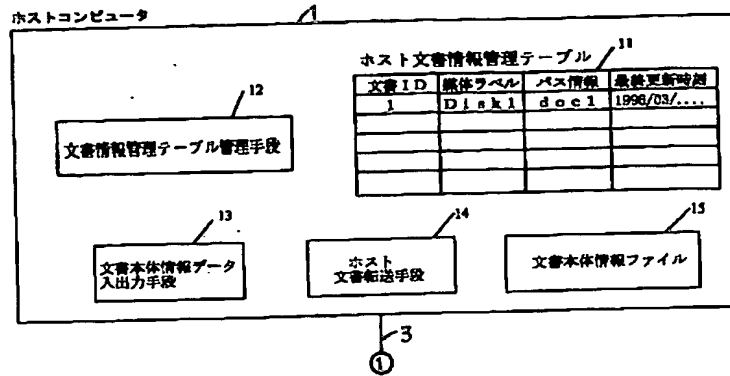 ホストコンピュータ
1
ホスト文書情報管理テーブル
11
文書ID 媒体ラベル パス情報 最終更新時刻
1 Disk1 doc1 1996/03/....
12
文書情報管理テーブル管理手段
13
文書本体情報データ
入出力手段
14
ホスト
文書転送手段
15
文書本体情報ファイル
3
1